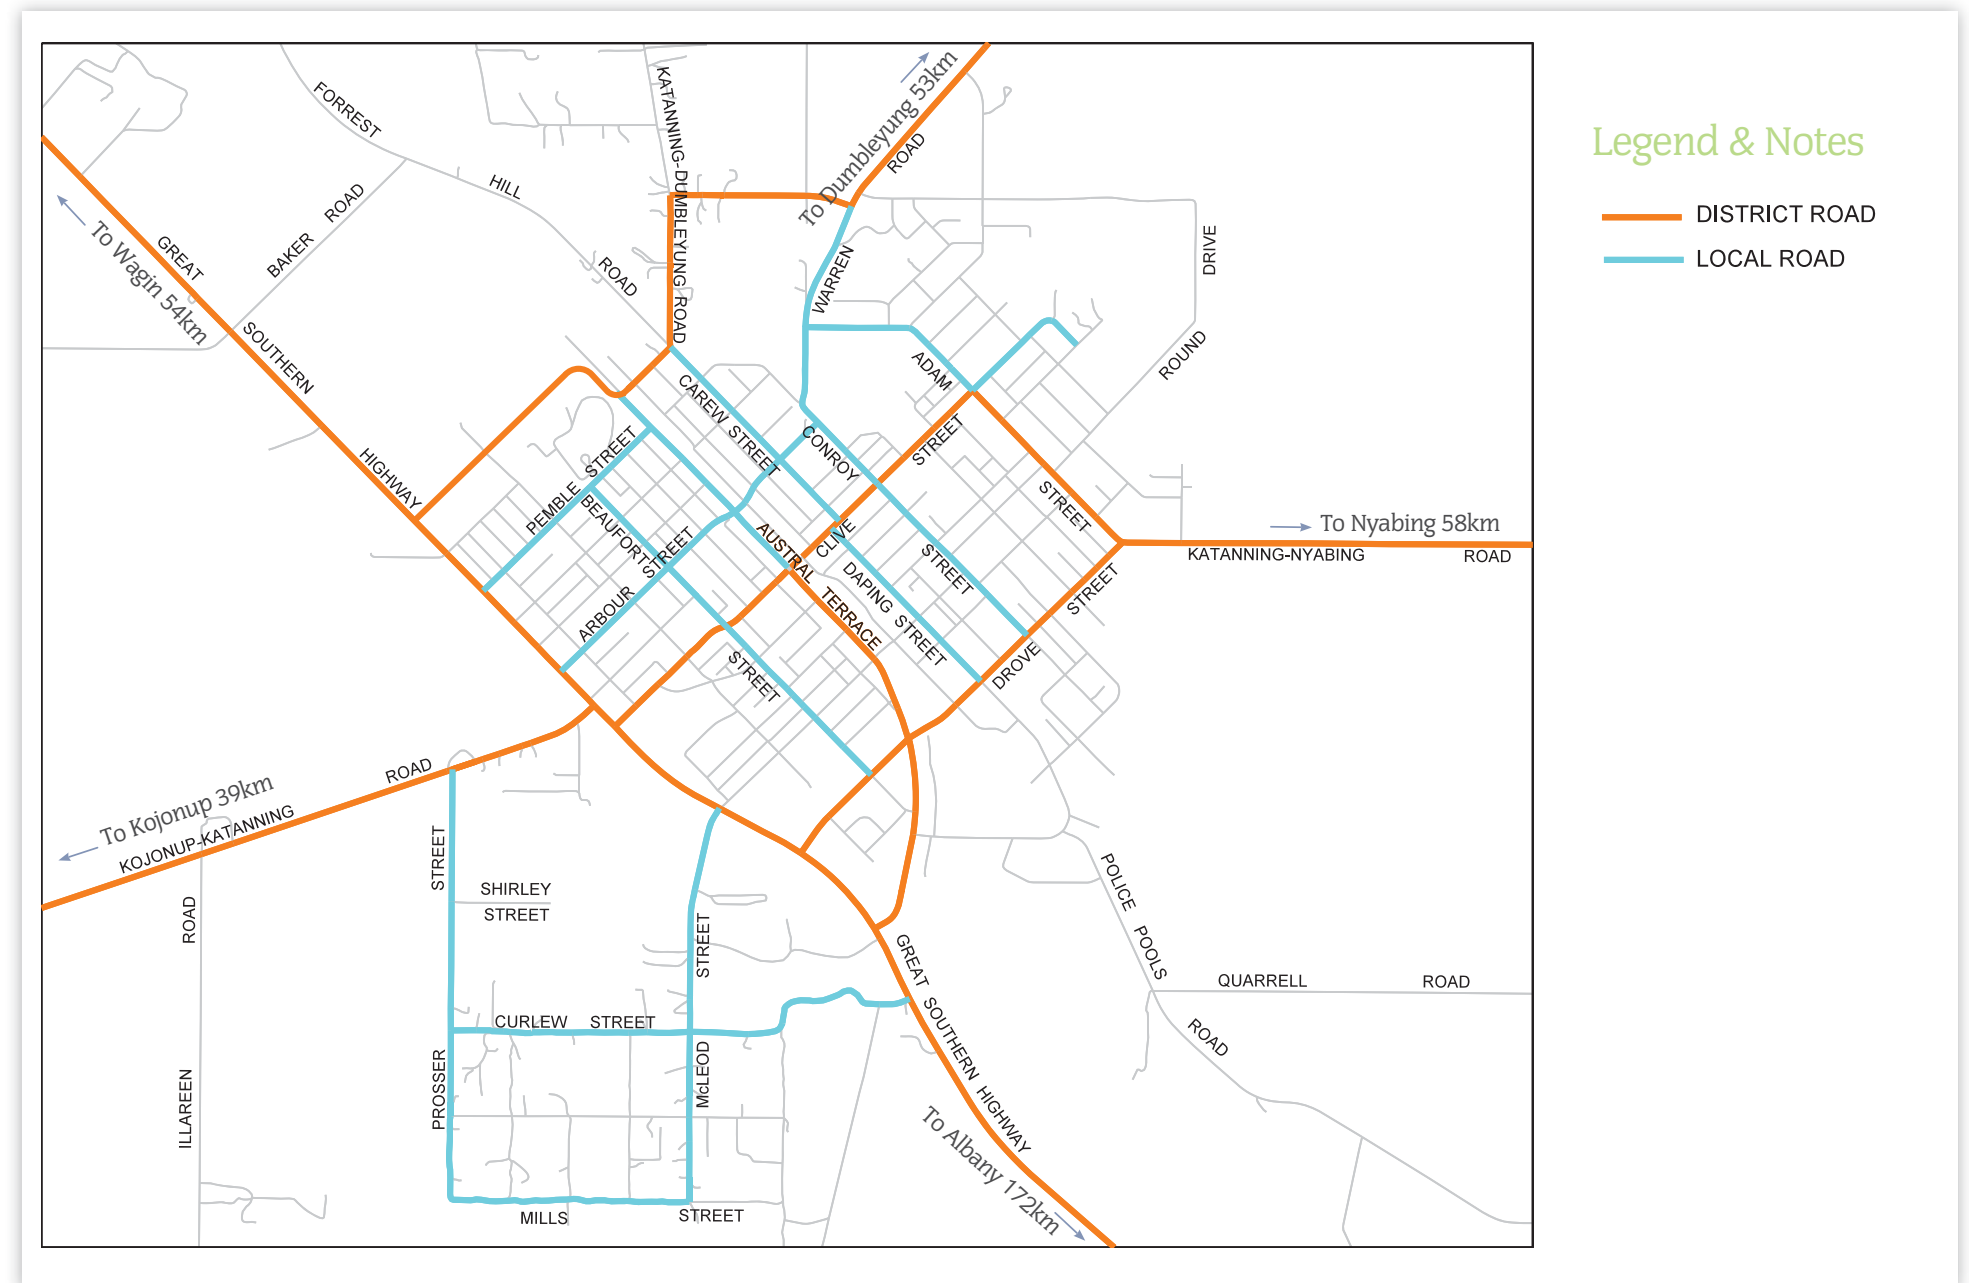 Legend & Notes
DISTRICT ROAD
LOCAL ROAD
FORREST
HILL
ROAD
KATANNING-DUMBLEYUNG ROAD
To Dumbleyung 53km
ROAD
BAKER
ROAD
To Wagin 54km
GREAT
SOUTHERN
HIGHWAY
WARREN
DRIVE
ROUND
ADAM
STREET
CAREW STREET
CONROY
STREET
STREET
CLIVE
PEMBLE
STREET
BEAUFORT
STREET
ARBOUR
STREET
AUSTRAL TERRACE
DAPING STREET
DROVE
STREET
To Nyabing 58km
KATANNING-NYABING
ROAD
To Kojonup 39km
KOJONUP-KATANNING
ROAD
STREET
PROSSER
SHIRLEY
STREET
ROAD
ILLAREEN
STREET
McLEOD
CURLEW STREET
MILLS
STREET
GREAT SOUTHERN HIGHWAY
To Albany 172km
POLICE POOLS
ROAD
QUARRELL
ROAD